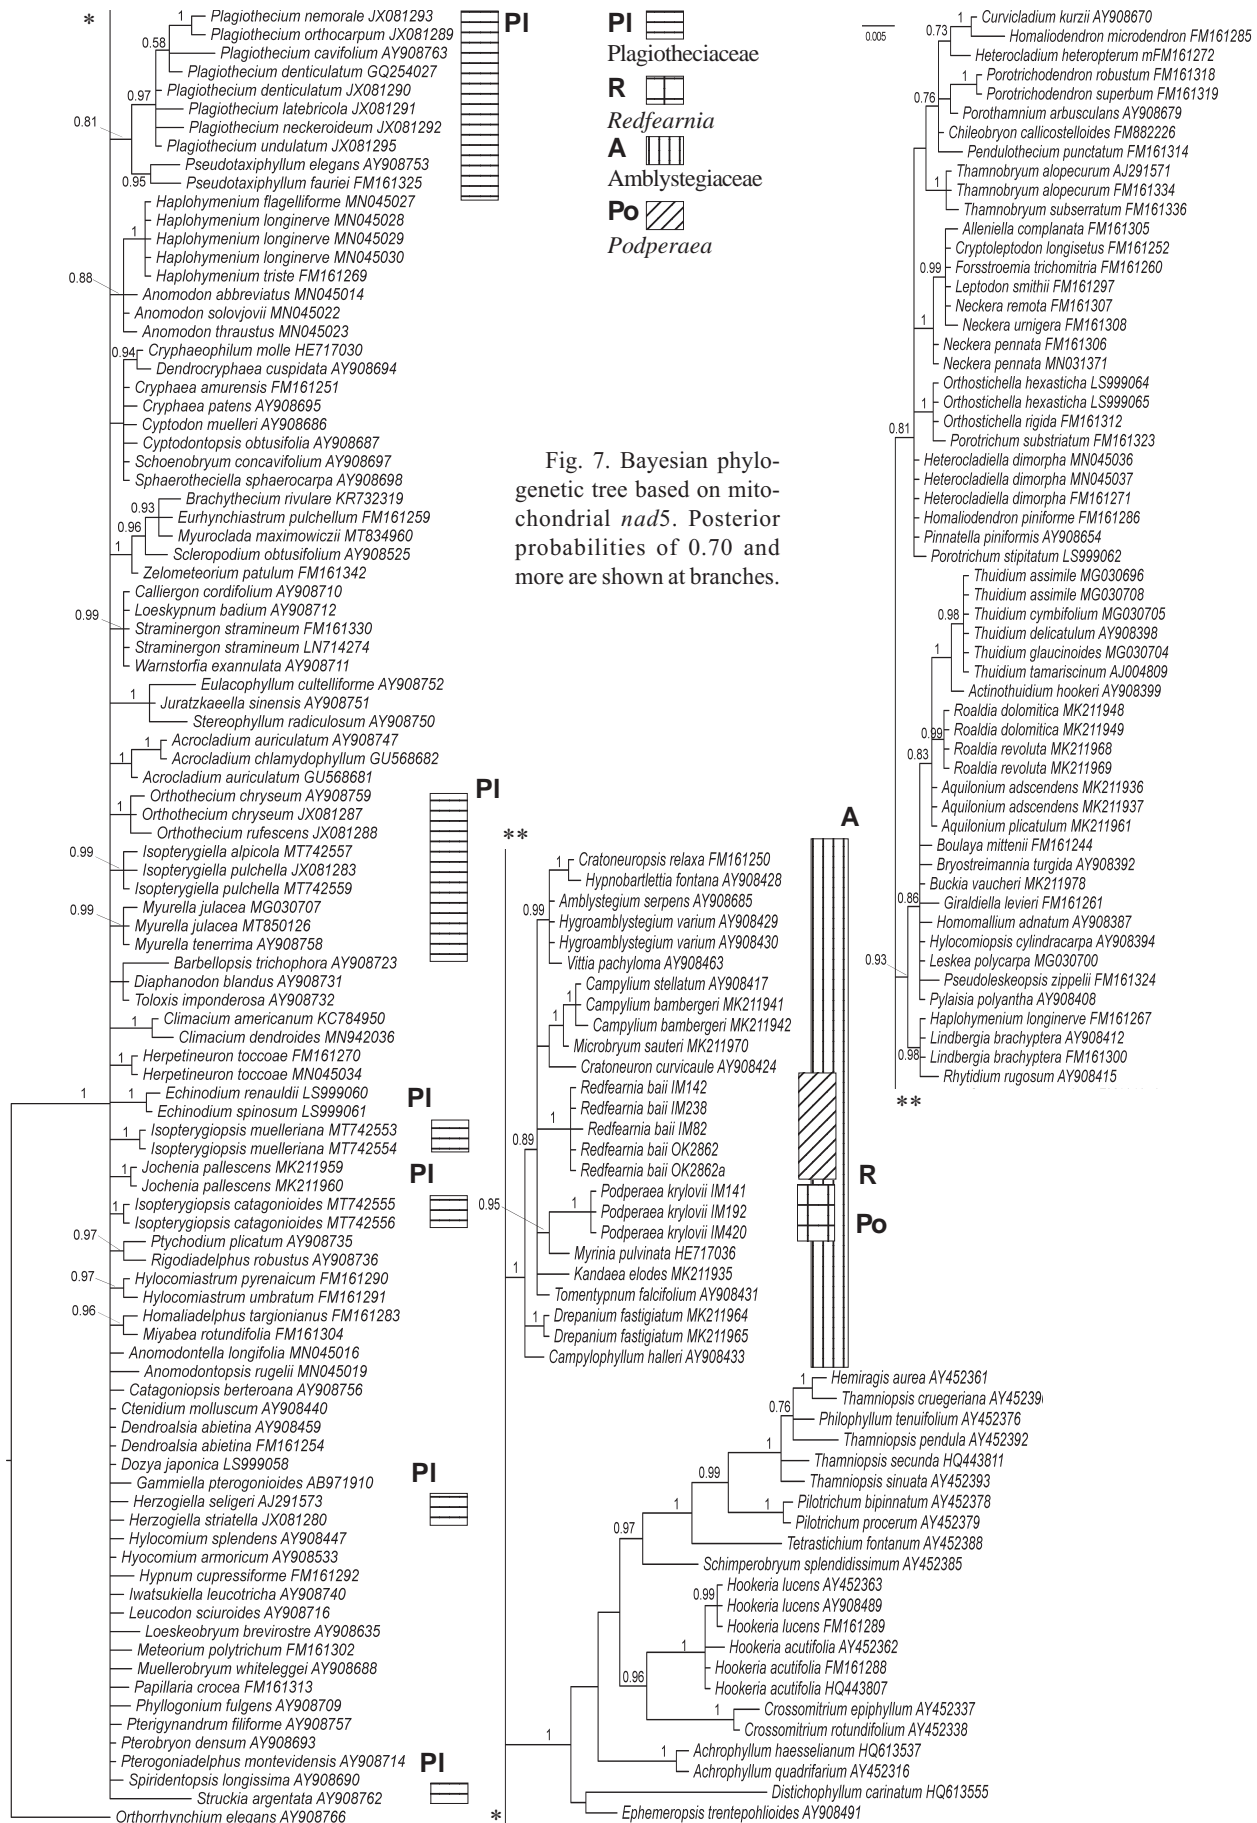 *
Plagiothecium nemorale JX081293
1
Plagiothecium orthocarpum JX081289
0.58
Plagiothecium cavifolium AY908763
Plagiothecium denticulatum GQ254027
Plagiothecium denticulatum JX081290
0.97
Plagiothecium latebricola JX081291
0.81
Plagiothecium neckeroideum JX081292
Plagiothecium undulatum JX081295
Pseudotaxiphyllum elegans AY908753
0.95
Pseudotaxiphyllum fauriei FM161325
Haplohymenium flagelliforme MN045027
Haplohymenium longinerve MN045028
1
Haplohymenium longinerve MN045029
Haplohymenium longinerve MN045030
0.88
Haplohymenium triste FM161269
Anomodon abbreviatus MN045014
Anomodon solovjovii MN045022
Anomodon thraustus MN045023
0.94
Cryphaeophilum molle HE717030
Dendrocryphaea cuspidata AY908694
Cryphaea amurensis FM161251
Cryphaea patens AY908695
Cyptodon muelleri AY908686
Cyptodontopsis obtusifolia AY908687
Schoenobryum concavifolium AY908697
Sphaerotheciella sphaerocarpa AY908698
Brachythecium rivulare KR732319
0.93
Eurhynchiastrum pulchellum FM161259
0.96
Myuroclada maximowiczii MT834960
1
Scleropodium obtusifolium AY908525
Zelometeorium patulum FM161342
Calliergon cordifolium AY908710
Loeskypnum badium AY908712
0.99
Straminergon stramineum FM161330
Straminergon stramineum LN714274
Warnstorfia exannulata AY908711
Eulacophyllum cultelliforme AY908752
1
Juratzkaeella sinensis AY908751
Stereophyllum radiculosum AY908750
1
Acrocladium auriculatum AY908747
1
Acrocladium chlamydophyllum GU568682
Acrocladium auriculatum GU568681
Orthothecium chryseum AY908759
1
Orthothecium chryseum JX081287
Orthothecium rufescens JX081288
0.99
Isopterygiella alpicola MT742557
Isopterygiella pulchella JX081283
Isopterygiella pulchella MT742559
0.99
Myurella julacea MG030707
Myurella julacea MT850126
Myurella tenerrima AY908758
Barbellopsis trichophora AY908723
Diaphanodon blandus AY908731
Toloxis imponderosa AY908732
1
Climacium americanum KC784950
Climacium dendroides MN942036
1
Herpetineuron toccoae FM161270
Herpetineuron toccoae MN045034
1
1
Echinodium renauldii LS999060
Echinodium spinosum LS999061
1
Isopterygiopsis muelleriana MT742553
Isopterygiopsis muelleriana MT742554
1
Jochenia pallescens MK211959
Jochenia pallescens MK211960
1
Isopterygiopsis catagonioides MT742555
Isopterygiopsis catagonioides MT742556
0.97
Ptychodium plicatum AY908735
Rigodiadelphus robustus AY908736
0.97
Hylocomiastrum pyrenaicum FM161290
Hylocomiastrum umbratum FM161291
0.96
Homaliadelphus targionianus FM161283
Miyabea rotundifolia FM161304
Anomodontella longifolia MN045016
Anomodontopsis rugelii MN045019
Catagoniopsis berteroana AY908756
Ctenidium molluscum AY908440
Dendroalsia abietina AY908459
Dendroalsia abietina FM161254
Dozya japonica LS999058
Gammiella pterogonioides AB971910
Herzogiella seligeri AJ291573
Herzogiella striatella JX081280
Hylocomium splendens AY908447
Hyocomium armoricum AY908533
Hypnum cupressiforme FM161292
Iwatsukiella leucotricha AY908740
Leucodon sciuroides AY908716
Loeskeobryum brevirostre AY908635
Meteorium polytrichum FM161302
Muellerobryum whiteleggei AY908688
Papillaria crocea FM161313
Phyllogonium fulgens AY908709
Pterigynandrum filiforme AY908757
Pterobryon densum AY908693
Pterogoniadelphus montevidensis AY908714
Spiridentopsis longissima AY908690
Struckia argentata AY908762
Orthorrhynchium elegans AY908766
Pl
Pl
Pl
Pl
Pl
Pl
Pl
Plagiotheciaceae
R
Redfearnia
A
Amblystegiaceae
Po
Podperaea
Fig. 7. Bayesian phylo-
genetic tree based on mito-
chondrial nad5. Posterior
probabilities of 0.70 and
more are shown at branches.
**
1
Cratoneuropsis relaxa FM161250
Hypnobartlettia fontana AY908428
Amblystegium serpens AY908685
0.99
Hygroamblystegium varium AY908429
Hygroamblystegium varium AY908430
Vittia pachyloma AY908463
Campylium stellatum AY908417
1
Campylium bambergeri MK211941
1
Campylium bambergeri MK211942
Microbryum sauteri MK211970
Cratoneuron curvicaule AY908424
Redfearnia baii IM142
Redfearnia baii IM238
1
Redfearnia baii IM82
0.89
Redfearnia baii OK2862
Redfearnia baii OK2862a
Podperaea krylovii IM141
1
0.95
Podperaea krylovii IM192
Podperaea krylovii IM420
Myrinia pulvinata HE717036
1
Kandaea elodes MK211935
Tomentypnum falcifolium AY908431
1
Drepanium fastigiatum MK211964
Drepanium fastigiatum MK211965
Campylophyllum halleri AY908433
A
R
Po
1
Hemiragis aurea AY452361
Thamniopsis cruegeriana AY45239
0.76
Philophyllum tenuifolium AY452376
1
Thamniopsis pendula AY452392
Thamniopsis secunda HQ443811
0.99
Thamniopsis sinuata AY452393
1
1
Pilotrichum bipinnatum AY452378
Pilotrichum procerum AY452379
0.97
Tetrastichium fontanum AY452388
Schimperobryum splendidissimum AY452385
0.99
Hookeria lucens AY452363
Hookeria lucens AY908489
Hookeria lucens FM161289
1
Hookeria acutifolia AY452362
Hookeria acutifolia FM161288
0.96
Hookeria acutifolia HQ443807
1
Crossomitrium epiphyllum AY452337
Crossomitrium rotundifolium AY452338
1
1
Achrophyllum haesselianum HQ613537
Achrophyllum quadrifarium AY452316
Distichophyllum carinatum HQ613555
Ephemeropsis trentepohlioides AY908491
*
0.005
1
Curvicladium kurzii AY908670
0.73
Homaliodendron microdendron FM161285
Heterocladium heteropterum mFM161272
1
Porotrichodendron robustum FM161318
0.76
Porotrichodendron superbum FM161319
Porothamnium arbusculans AY908679
Chileobryon callicostelloides FM882226
Pendulothecium punctatum FM161314
Thamnobryum alopecurum AJ291571
1
Thamnobryum alopecurum FM161334
Thamnobryum subserratum FM161336
Alleniella complanata FM161305
Cryptoleptodon longisetus FM161252
0.99
Forsstroemia trichomitria FM161260
Leptodon smithii FM161297
Neckera remota FM161307
1
Neckera urnigera FM161308
Neckera pennata FM161306
Neckera pennata MN031371
Orthostichella hexasticha LS999064
1
Orthostichella hexasticha LS999065
Orthostichella rigida FM161312
0.81
Porotrichum substriatum FM161323
Heterocladiella dimorpha MN045036
Heterocladiella dimorpha MN045037
Heterocladiella dimorpha FM161271
Homaliodendron piniforme FM161286
Pinnatella piniformis AY908654
Porotrichum stipitatum LS999062
Thuidium assimile MG030696
Thuidium assimile MG030708
0.98
Thuidium cymbifolium MG030705
Thuidium delicatulum AY908398
1
Thuidium glaucinoides MG030704
Thuidium tamariscinum AJ004809
Actinothuidium hookeri AY908399
Roaldia dolomitica MK211948
0.99
Roaldia dolomitica MK211949
0.83
Roaldia revoluta MK211968
Roaldia revoluta MK211969
Aquilonium adscendens MK211936
Aquilonium adscendens MK211937
Aquilonium plicatulum MK211961
Boulaya mittenii FM161244
Bryostreimannia turgida AY908392
Buckia vaucheri MK211978
0.86
Giraldiella levieri FM161261
Homomallium adnatum AY908387
Hylocomiopsis cylindracarpa AY908394
0.93
Leskea polycarpa MG030700
Pseudoleskeopsis zippelii FM161324
Pylaisia polyantha AY908408
Haplohymenium longinerve FM161267
Lindbergia brachyptera AY908412
0.98
Lindbergia brachyptera FM161300
Rhytidium rugosum AY908415
**